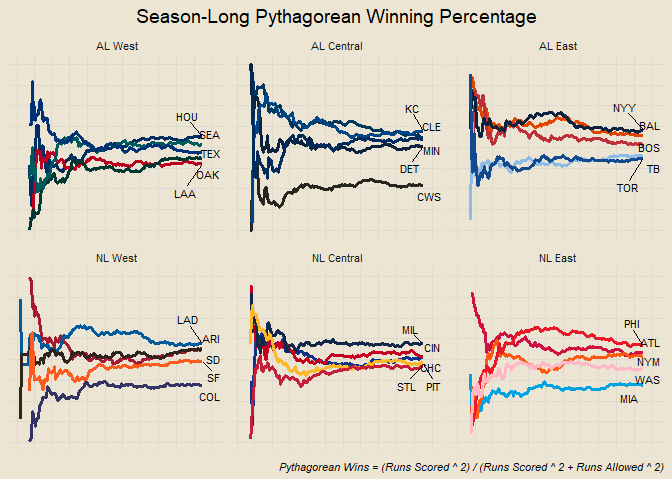 Season-Long Pythagorean Winning Percentage
AL West
AL Central
AL East
HOU
SEA
TEX
OAK
LAA
KC
CLE
MIN
DET
CWS
NYY
BAL
BOS
TB
TOR
NL West
NL Central
NL East
LAD
ARI
SD
SF
COL
MIL
CIN
CHC
STL
PIT
PHI
ATL
NYM
WAS
MIA
Pythagorean Wins = (Runs Scored ^ 2) / (Runs Scored ^ 2 + Runs Allowed ^ 2)